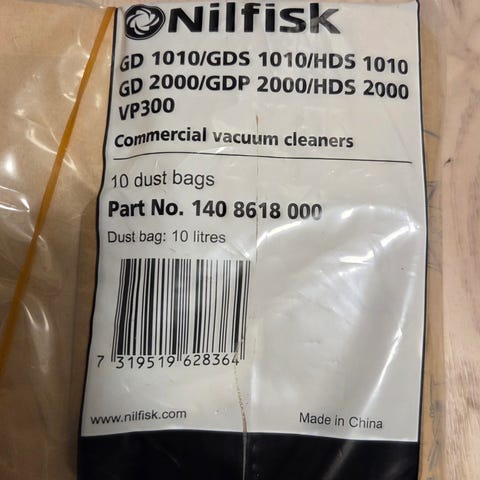 Nilfisk
GD 1010/GDS 1010/HDS 1010
GD 2000/GDP 2000/HDS 2000
VP300
Commercial vacuum cleaners
10 dust bags
Part No. 140 8618 000
Dust bag: 10 litres
7 319519 628364
www.nilfisk.com
Made in China